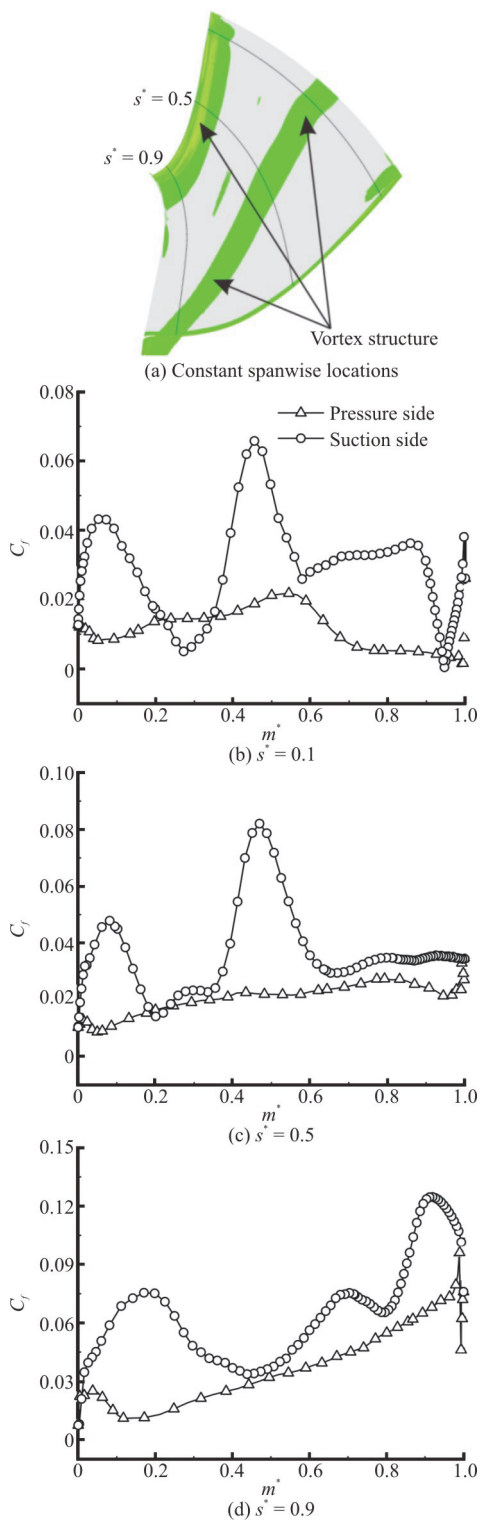 s* = 0.5
s* = 0.9
Vortex structure
(a) Constant spanwise locations
0.08
Pressure side
Suction side
0.06
0.04
0.02
0
C_f
0 0.2 0.4 0.6 0.8 1.0
m*
(b) s* = 0.1
0.10
0.08
0.06
0.04
0.02
0
C_f
0 0.2 0.4 0.6 0.8 1.0
m*
(c) s* = 0.5
0.15
0.12
0.09
0.06
0.03
0
C_f
0 0.2 0.4 0.6 0.8 1.0
m*
(d) s* = 0.9